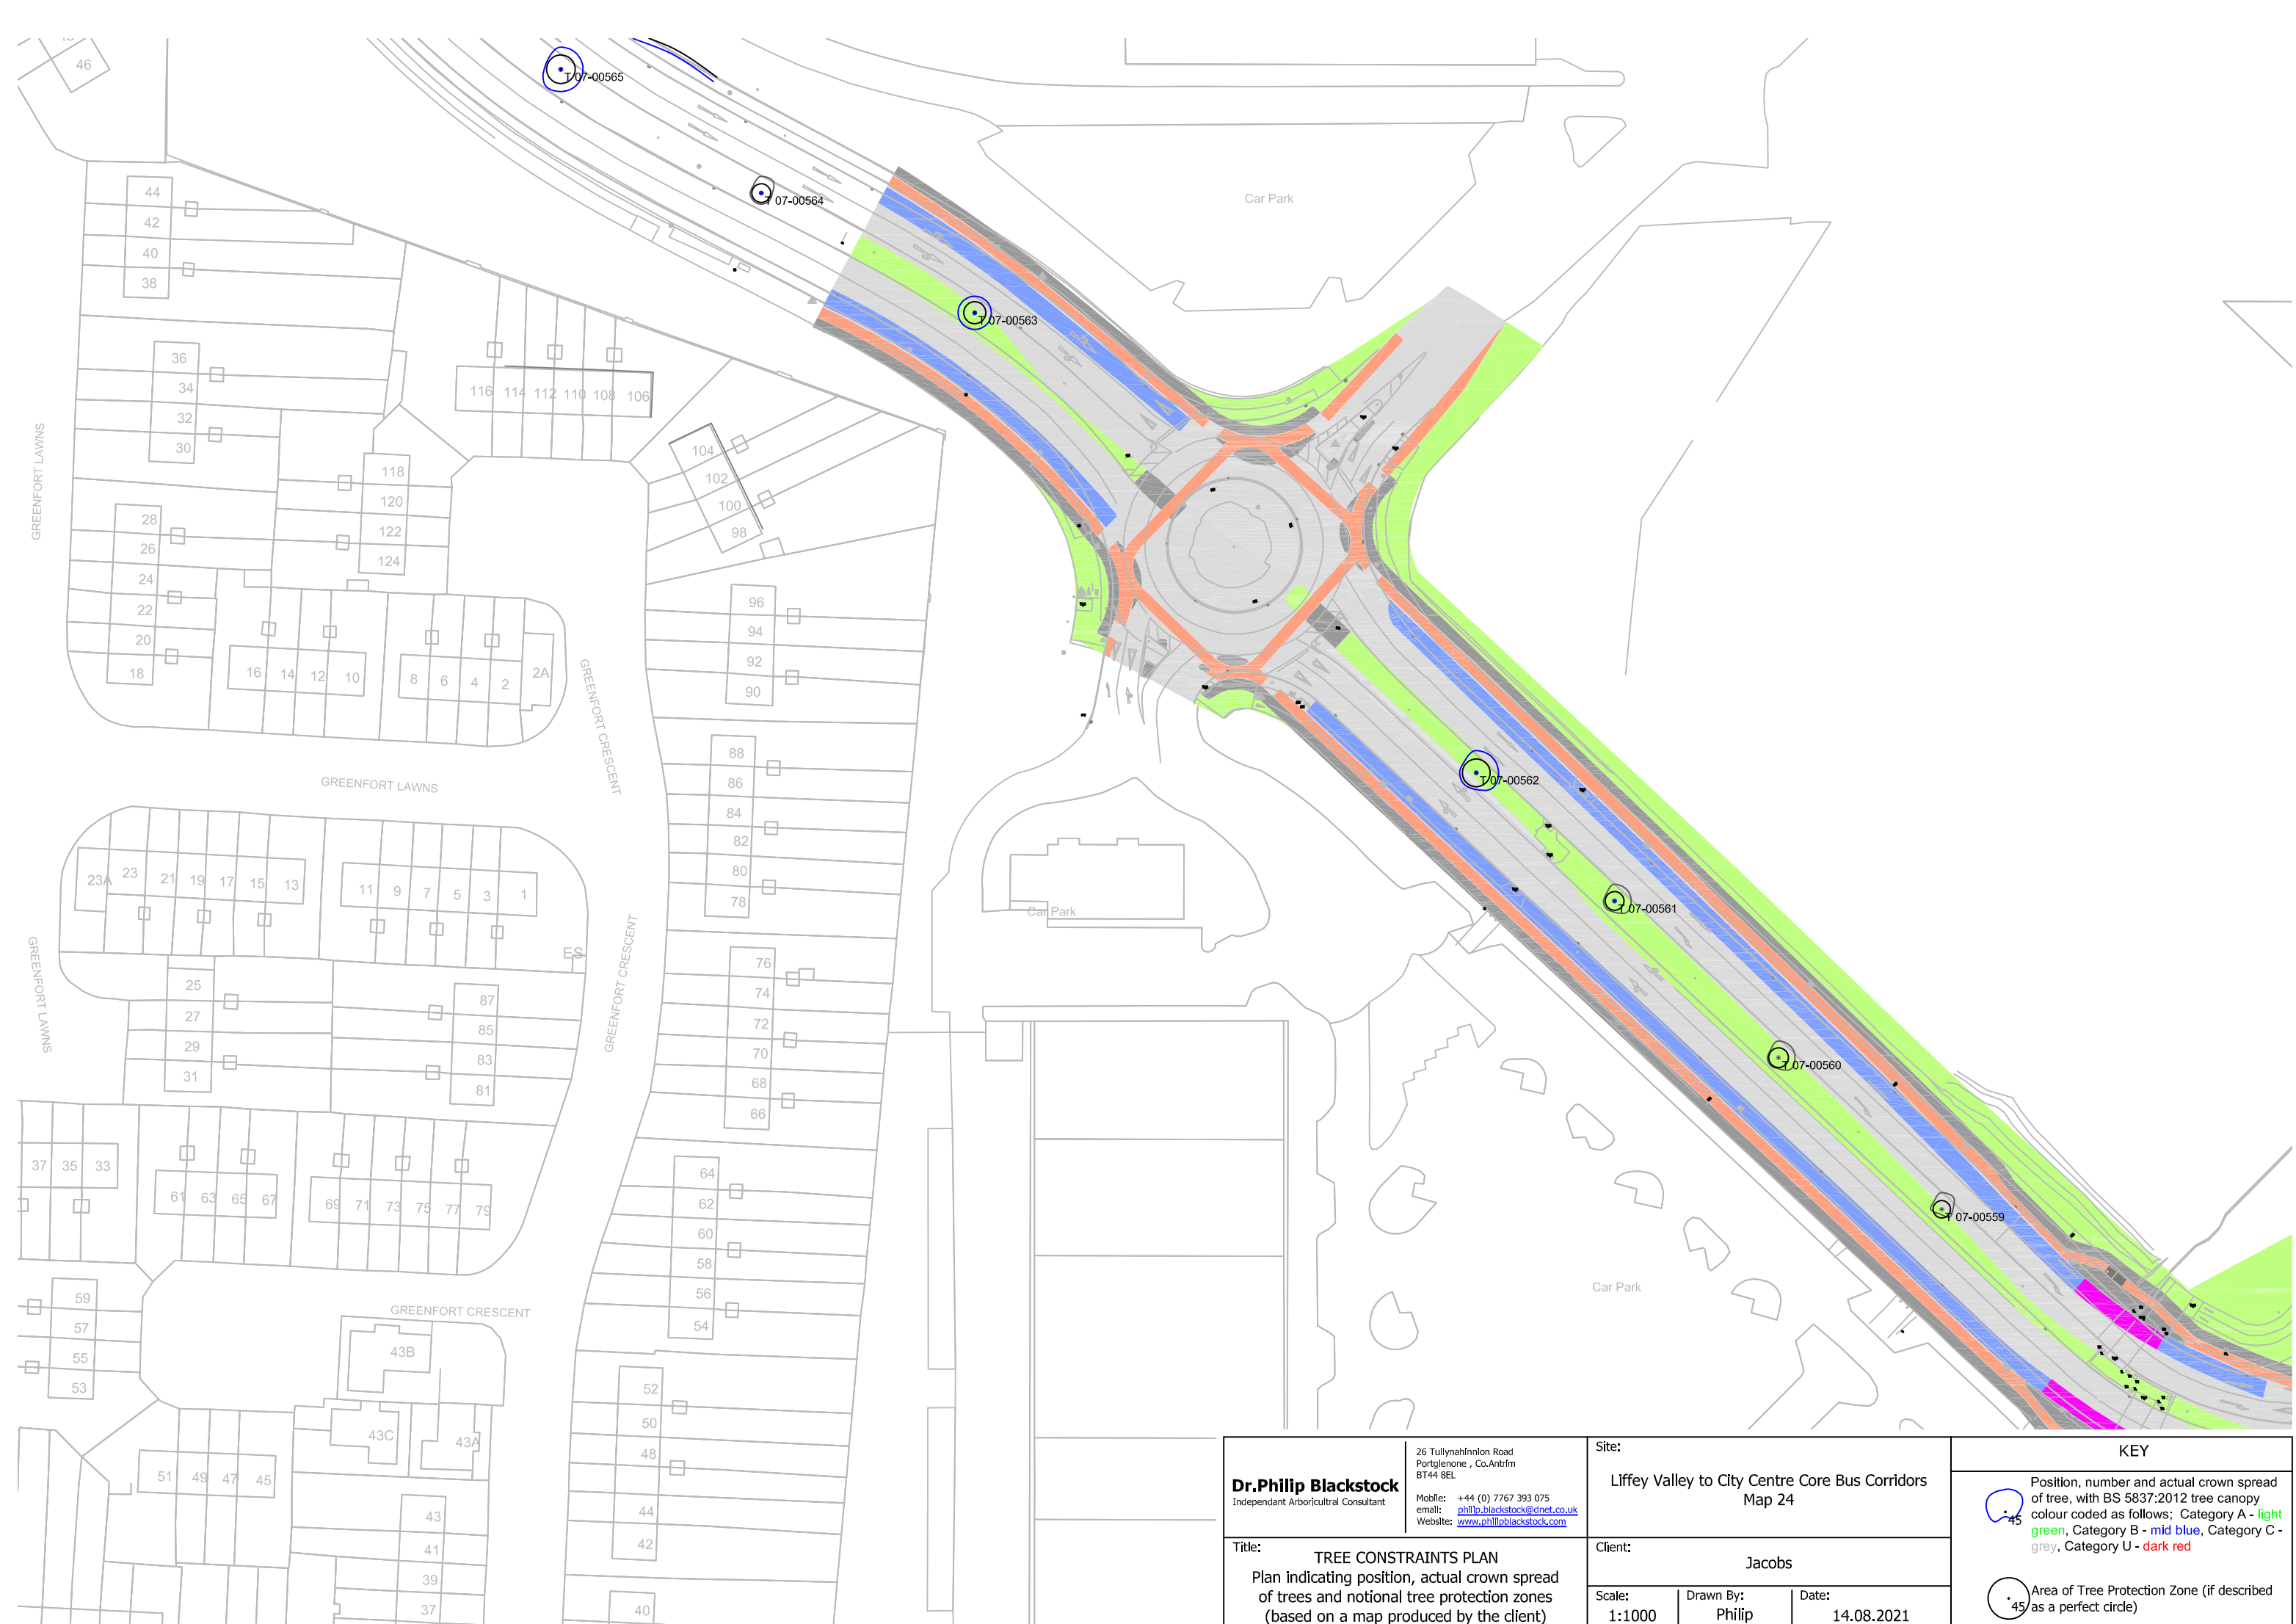 46
T 07-00565
T 07-00564
Car Park
T 07-00563
44
42
40
38
36
34
32
30
GREENFORT LAWNS
116 114 112 110 108 106
104
102
100
98
118
120
122
124
28
26
24
22
20
18
16 14 12 10
8 6 4 2 2A
GREENFORT CRESCENT
96
94
92
90
GREENFORT LAWNS
88
86
84
82
80
78
T 07-00562
23A 23 21 19 17 15 13
11 9 7 5 3 1
ES
Car Park
T 07-00561
GREENFORT LAWNS
GREENFORT CRESCENT
25
27
29
31
87
85
83
81
76
74
72
70
68
66
T 07-00560
37 35 33
61 63 65 67
69 71 73 75 77 79
64
62
60
58
56
54
T 07-00559
Car Park
59
57
55
53
GREENFORT CRESCENT
43B
43C
43A
52
50
48
44
42
40
51 49 47 45
43
41
39
37
Dr.Philip Blackstock
Independant Arboricultral Consultant
26 Tullynahinnion Road
Portglenone , Co.Antrim
BT44 8EL
Mobile: +44 (0) 7767 393 075
email: philip.blackstock@dnet.co.uk
Website: www.philipblackstock.com
Site:
Liffey Valley to City Centre Core Bus Corridors
Map 24
Title:
TREE CONSTRAINTS PLAN
Plan indicating position, actual crown spread
of trees and notional tree protection zones
(based on a map produced by the client)
Client:
Jacobs
Scale:
1:1000
Drawn By:
Philip
Date:
14.08.2021
KEY
45
Position, number and actual crown spread
of tree, with BS 5837:2012 tree canopy
colour coded as follows; Category A - light
green, Category B - mid blue, Category C -
grey, Category U - dark red
45
Area of Tree Protection Zone (if described
as a perfect circle)